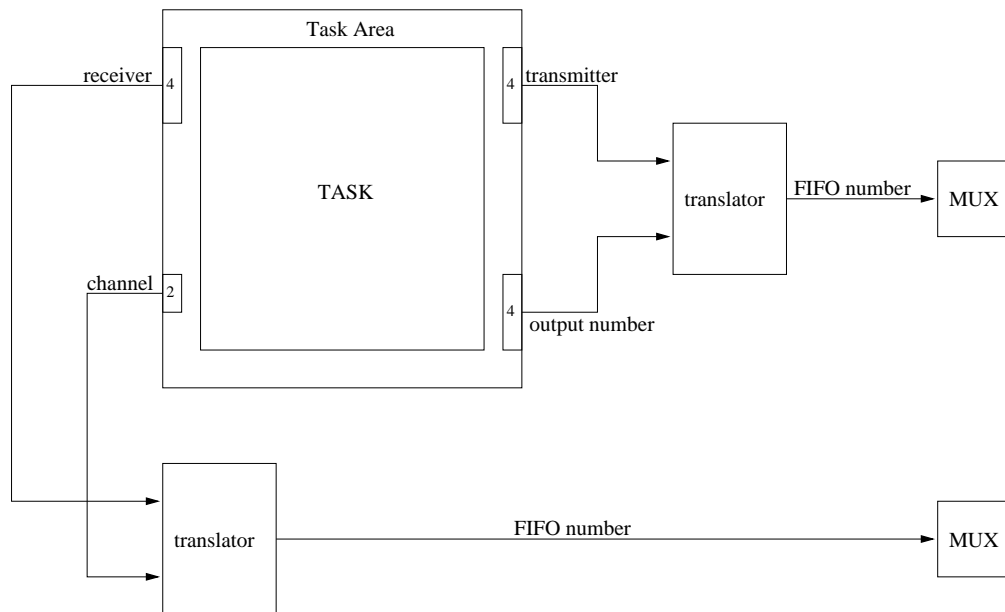 Task Area
receiver
4
4
transmitter
TASK
translator
FIFO number
MUX
channel
2
4
output number
translator
FIFO number
MUX